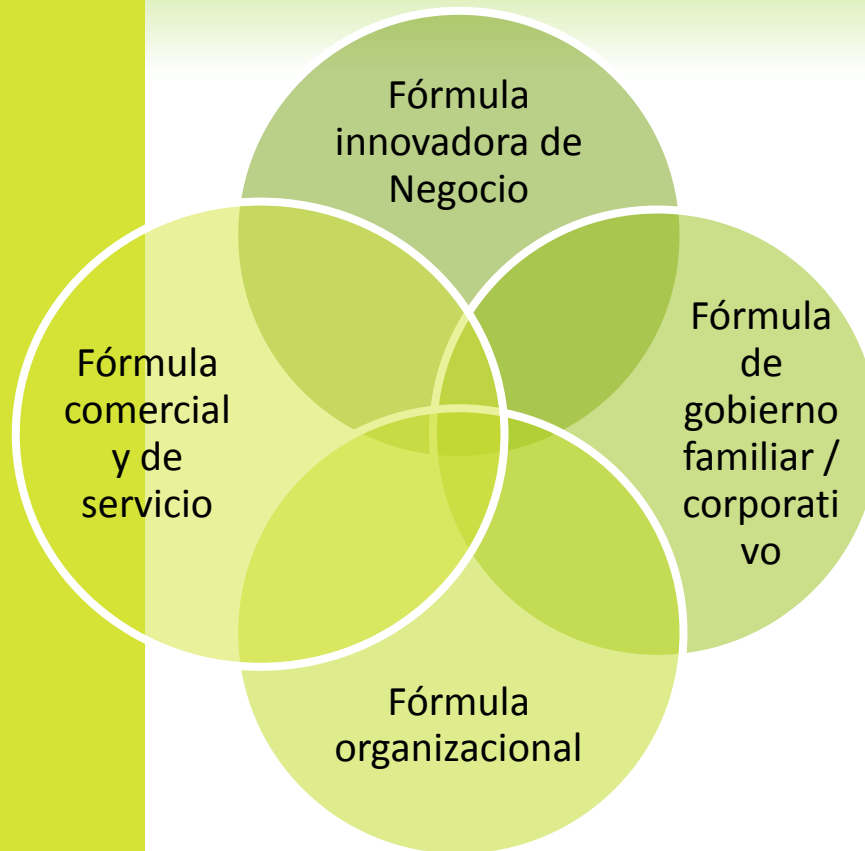 Fórmula
innovadora de
Negocio
Fórmula
comercial
y de
servicio
Fórmula
de
gobierno
familiar /
corporati
vo
Fórmula
organizacional